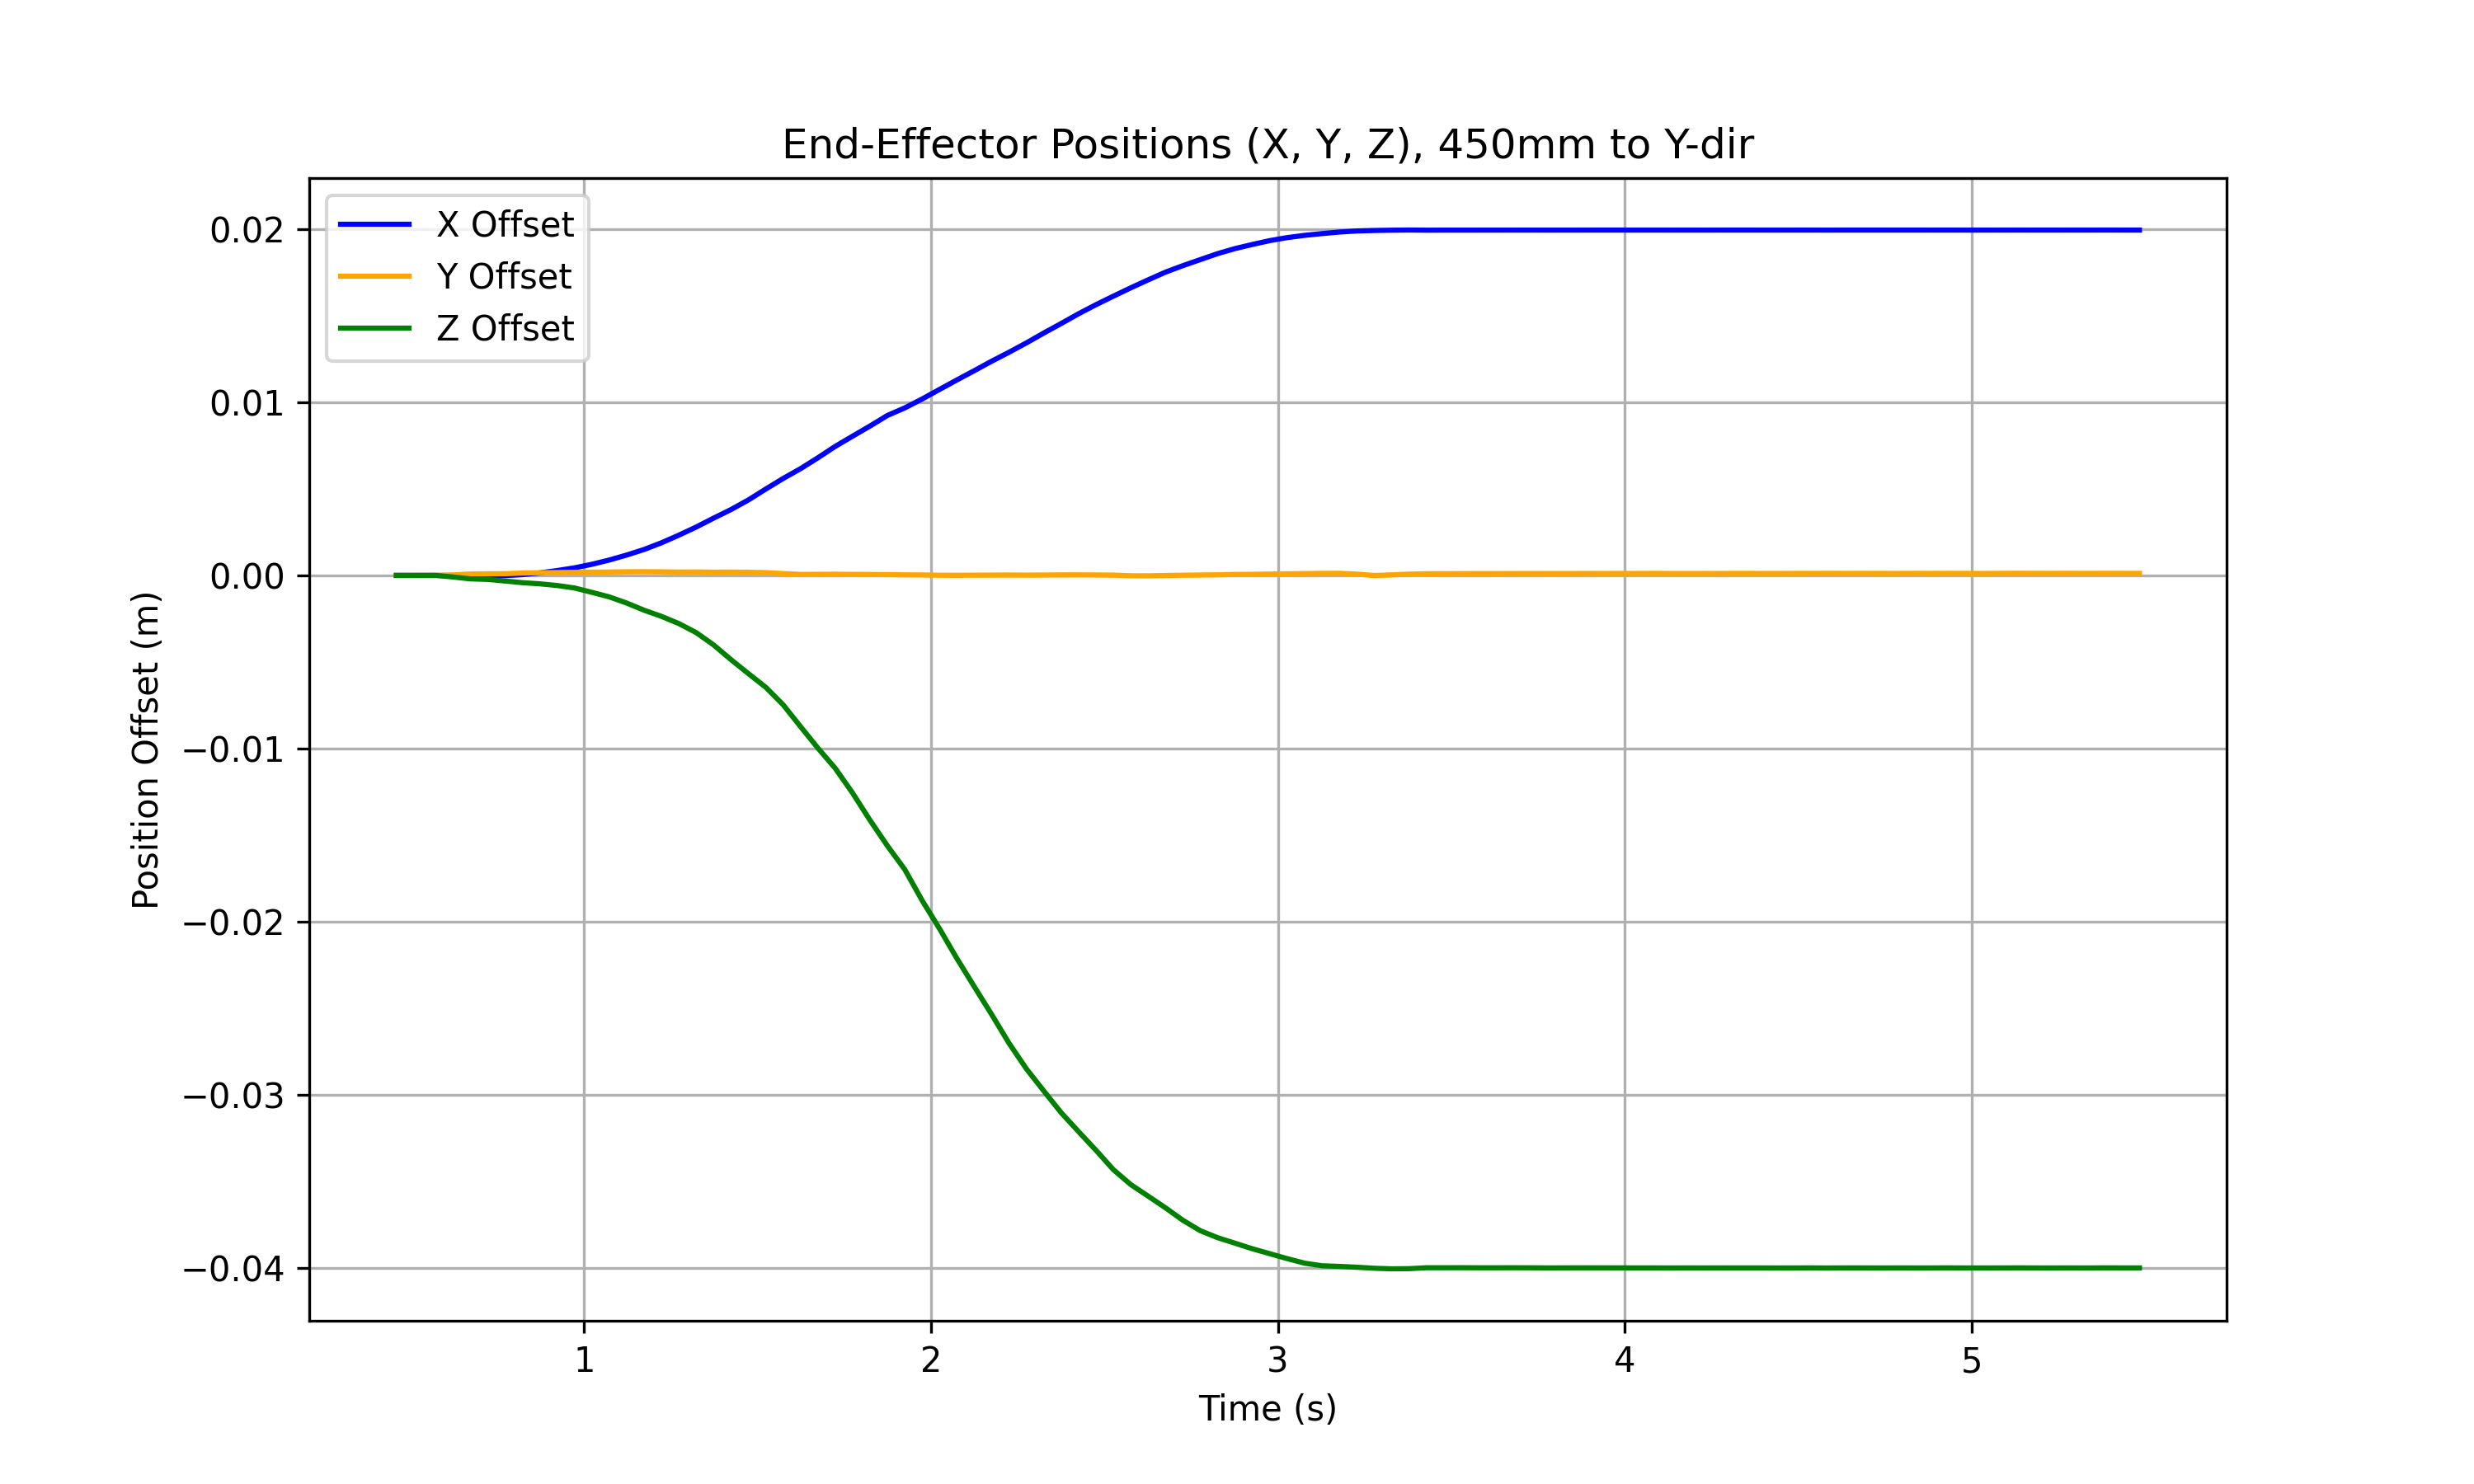 End-Effector Positions (X, Y, Z), 450mm to Y-dir
X Offset
Y Offset
Z Offset
0.02
0.01
0.00
−0.01
−0.02
−0.03
−0.04
Position Offset (m)
1 2 3 4 5
Time (s)